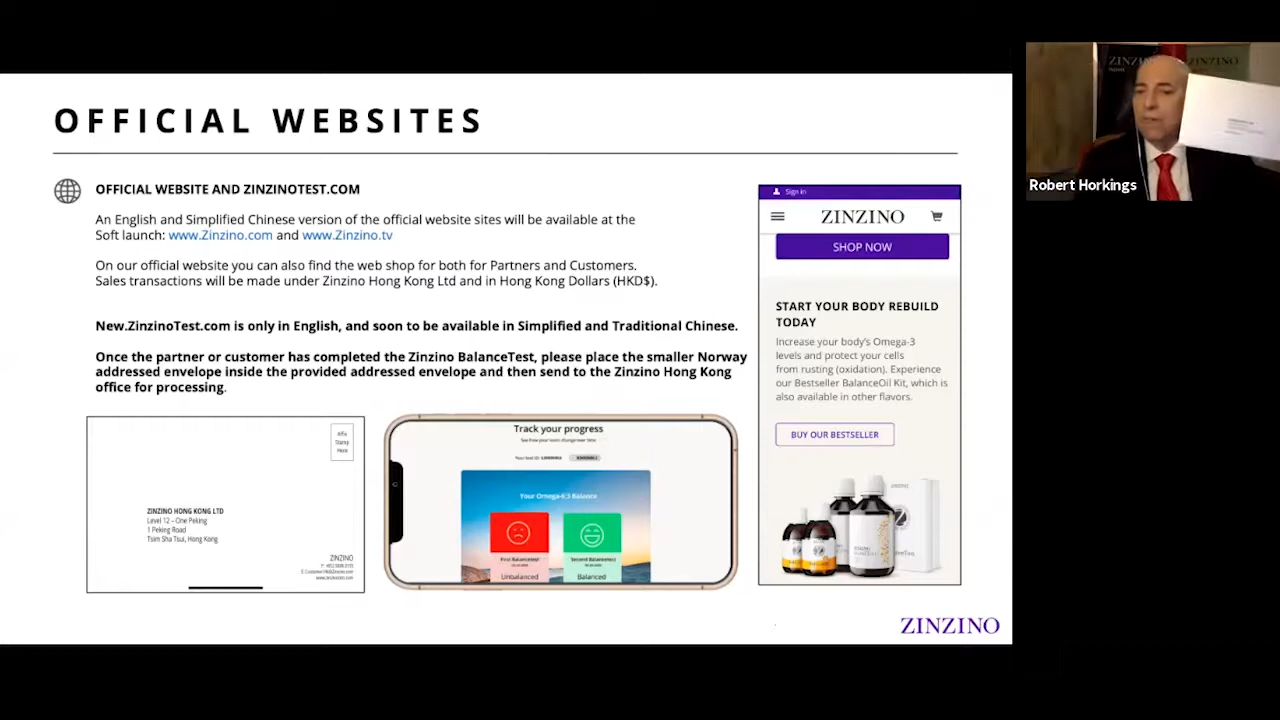 OFFICIAL WEBSITES
OFFICIAL WEBSITE AND ZINZINOTEST.COM
An English and Simplified Chinese version of the official website sites will be available at the
Soft launch: www.Zinzino.com and www.Zinzino.tv
On our official website you can also find the web shop for both for Partners and Customers.
Sales transactions will be made under Zinzino Hong Kong Ltd and in Hong Kong Dollars (HKD$).
New.ZinzinoTest.com is only in English, and soon to be available in Simplified and Traditional Chinese.
Once the partner or customer has completed the Zinzino BalanceTest, please place the smaller Norway
addressed envelope inside the provided addressed envelope and then send to the Zinzino Hong Kong
office for processing.
Affix
Stamp
Here
ZINZINO HONG KONG LTD
Level 12 – One Peking
1 Peking Road
Tsim Sha Tsui, Hong Kong
ZINZINO
Track your progress
Your Omega-6:3 Balance
First BalanceTest
Second BalanceTest
Unbalanced
Balanced
Sign in
ZINZINO
SHOP NOW
START YOUR BODY REBUILD
TODAY
Increase your body's Omega-3
levels and protect your cells
from rusting (oxidation). Experience
our Bestseller BalanceOil Kit, which is
also available in other flavors.
BUY OUR BESTSELLER
ZINZINO
ZINZINO
Robert Horkings